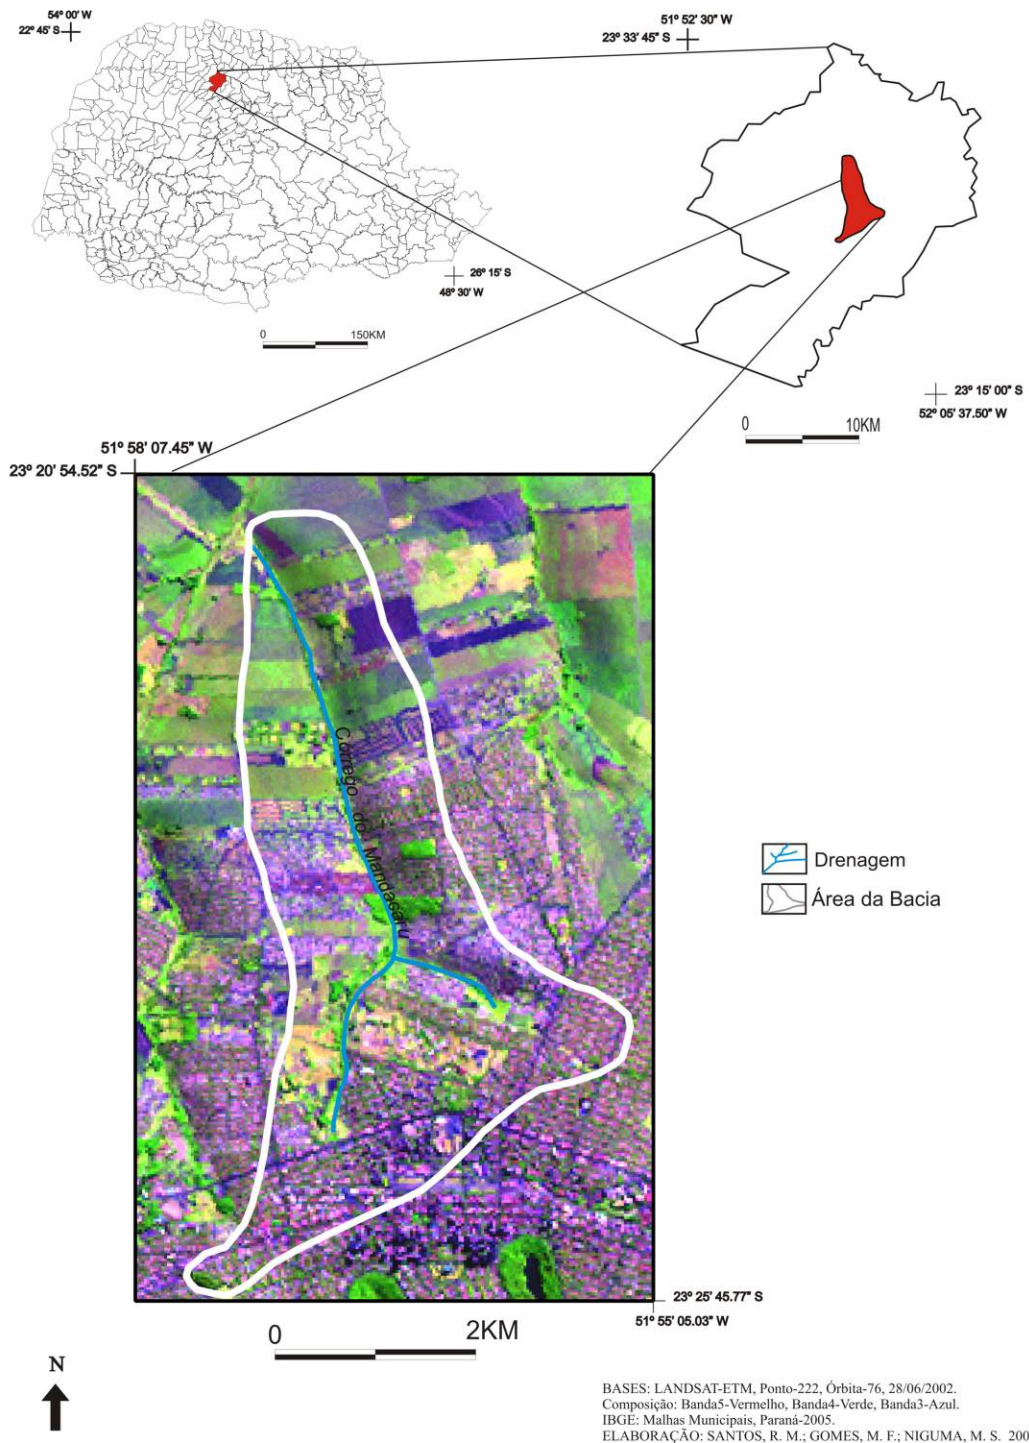 54º 00' W
22º 45' S
51º 52' 30" W
23º 33' 45" S
26º 15' S
48º 30' W
0 150KM
23º 15' 00" S
52º 05' 37.50" W
0 10KM
51º 58' 07.45" W
23º 20' 54.52" S
Córrego do Mandacaru
Drenagem
Área da Bacia
23º 25' 45.77" S
51º 55' 05.03" W
0 2KM
N
BASES: LANDSAT-ETM, Ponto-222, Órbita-76, 28/06/2002.
Composição: Banda5-Vermelho, Banda4-Verde, Banda3-Azul.
IBGE: Malhas Municipais, Paraná-2005.
ELABORAÇÃO: SANTOS, R. M.; GOMES, M. F.; NIGUMA, M. S. 200